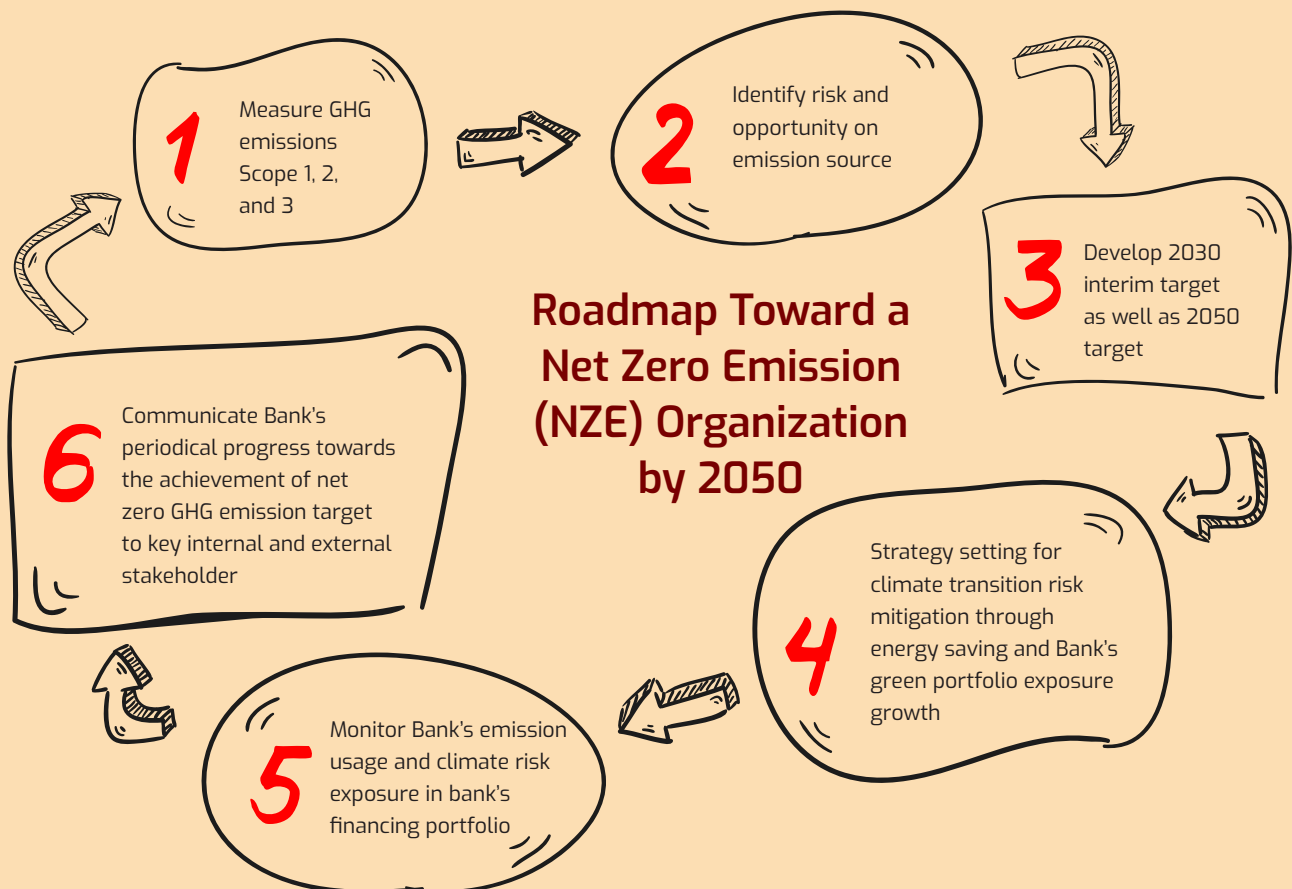 Roadmap Toward a
Net Zero Emission
(NZE) Organization
by 2050
1
Measure GHG
emissions
Scope 1, 2,
and 3
2
Identify risk and
opportunity on
emission source
3
Develop 2030
interim target
as well as 2050
target
4
Strategy setting for
climate transition risk
mitigation through
energy saving and Bank's
green portfolio exposure
growth
5
Monitor Bank's emission
usage and climate risk
exposure in bank's
financing portfolio
6
Communicate Bank's
periodical progress towards
the achievement of net
zero GHG emission target
to key internal and external
stakeholder